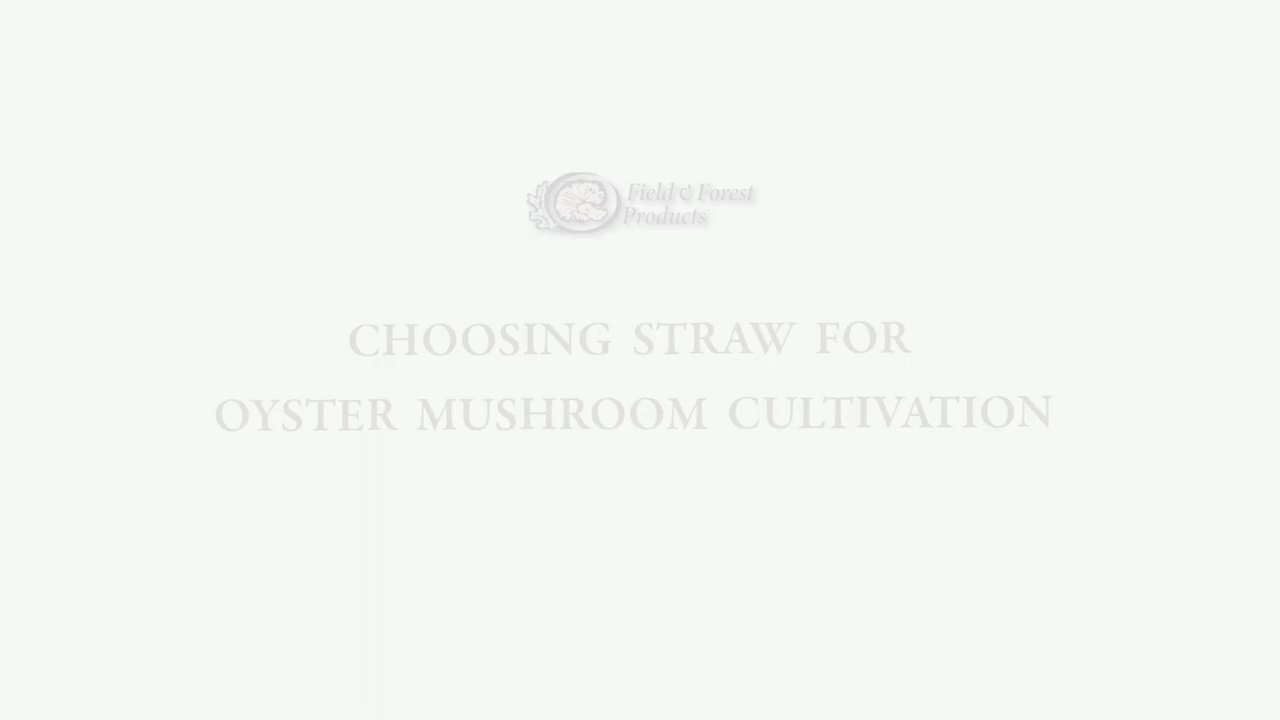 Field & Forest
Products
CHOOSING STRAW FOR
OYSTER MUSHROOM CULTIVATION